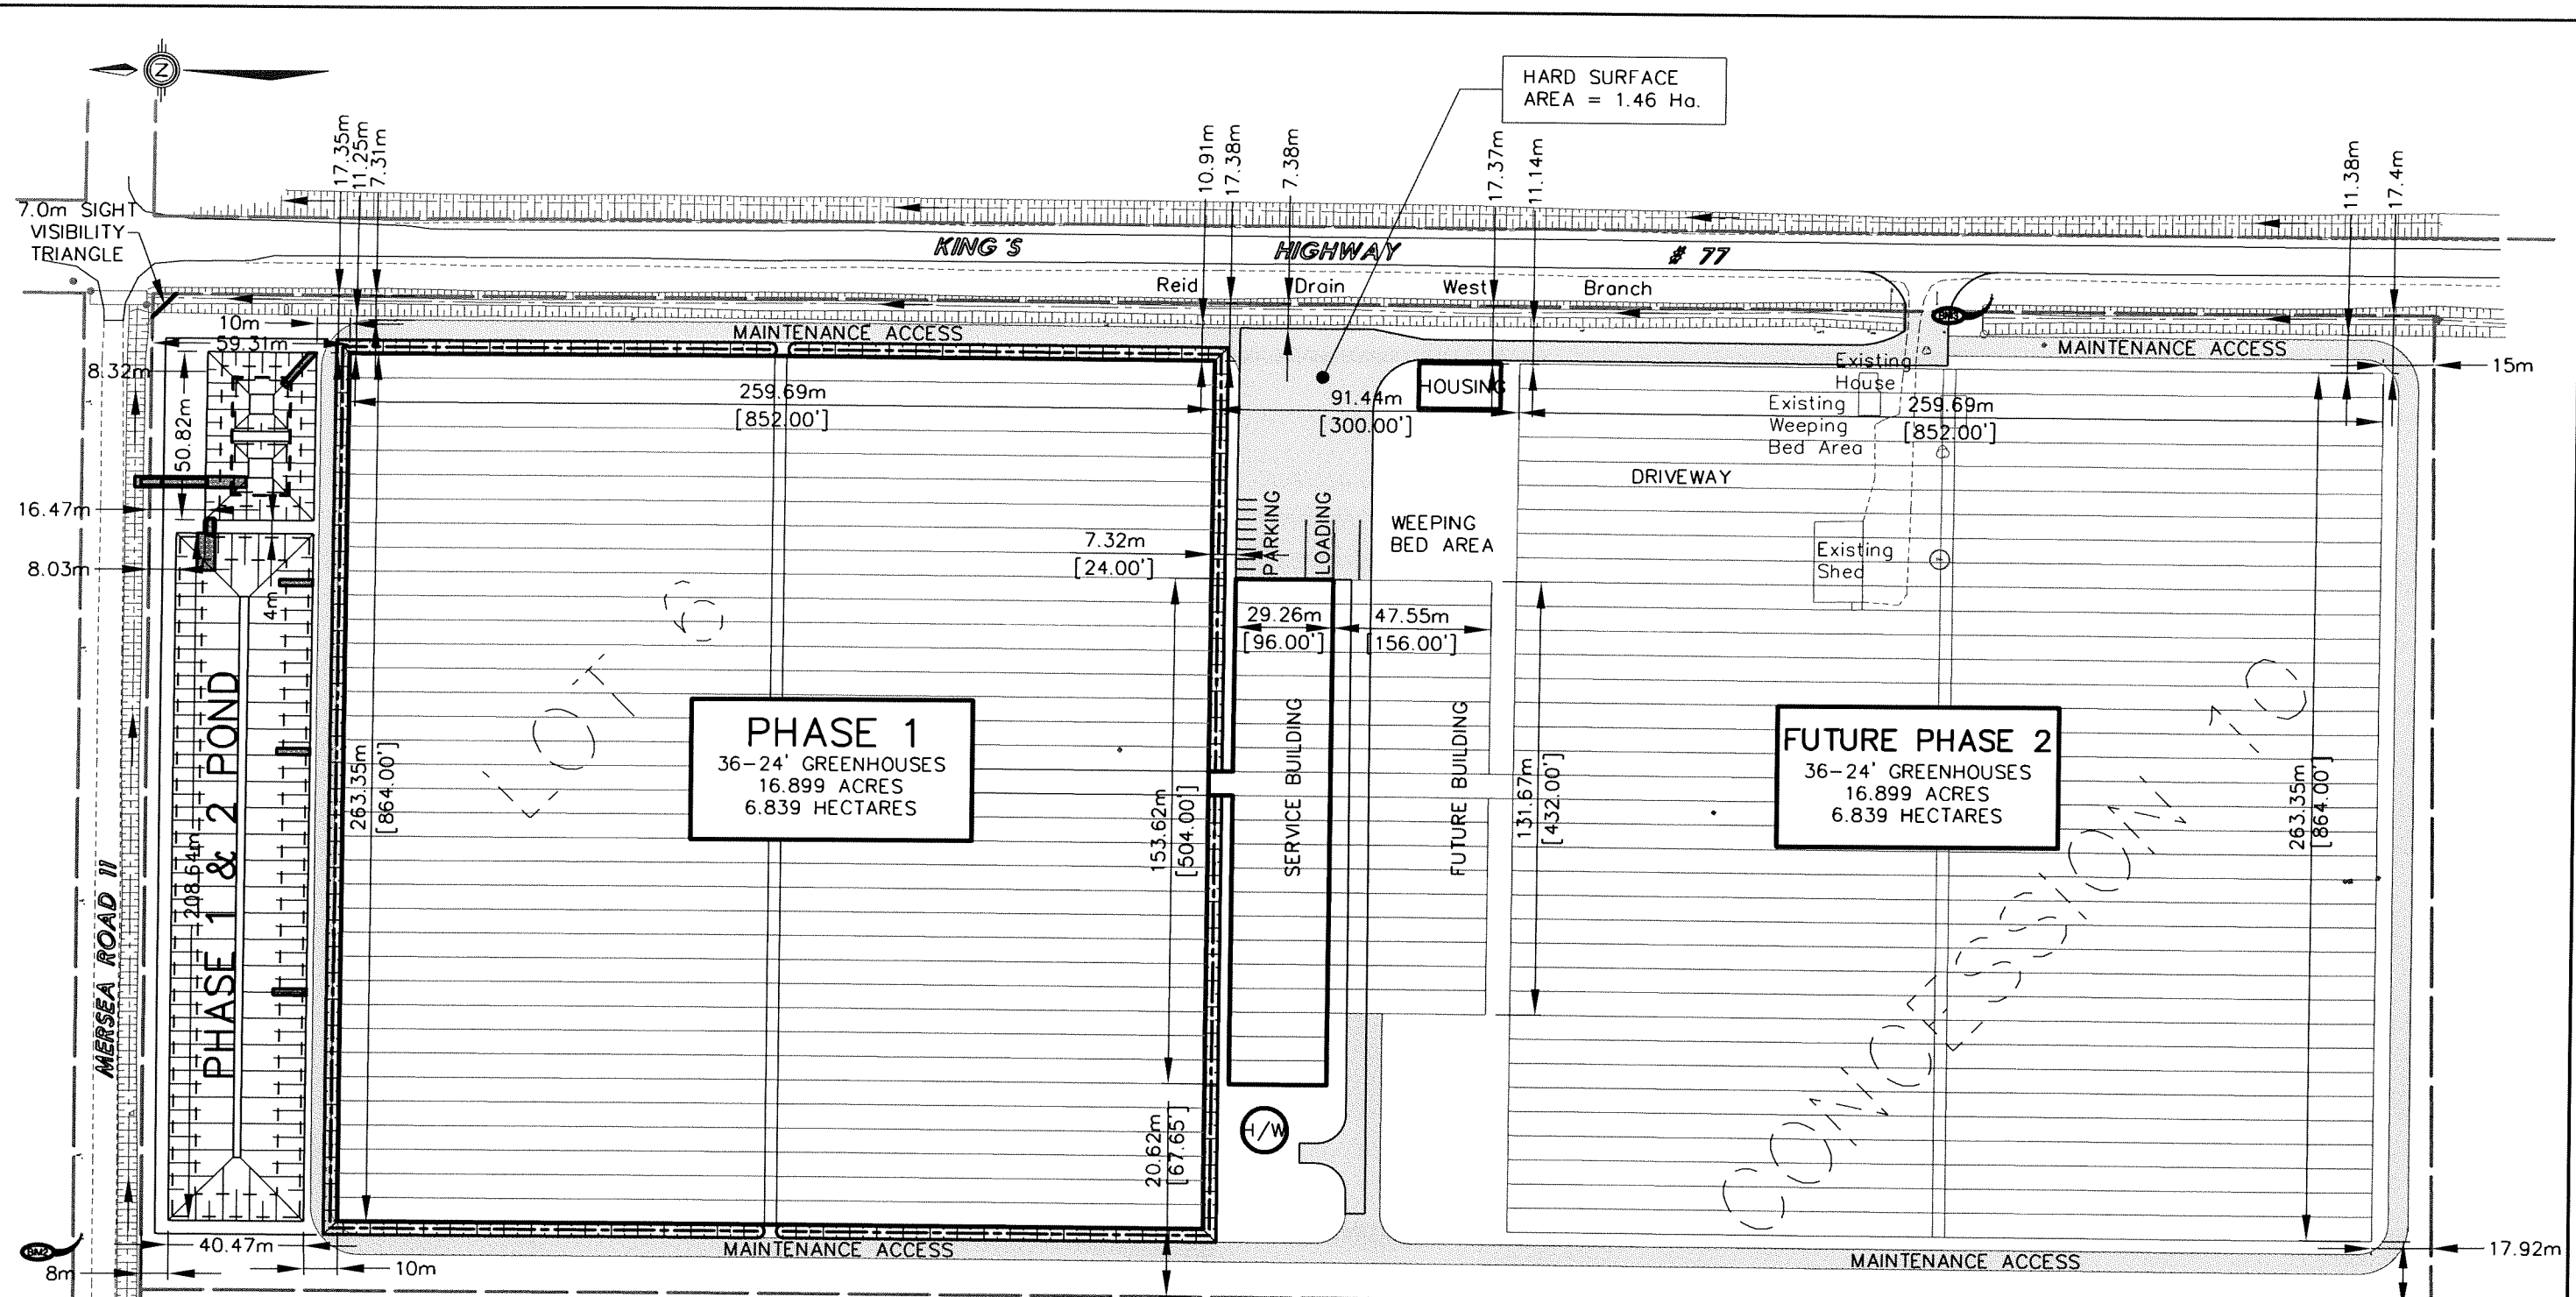 Z
HARD SURFACE
AREA = 1.46 Ha.
17.35m
11.25m
7.31m
10.91m
17.38m
7.38m
17.37m
11.14m
11.38m
17.4m
7.0m SIGHT
VISIBILITY
TRIANGLE
KING'S HIGHWAY # 77
Reid Drain West Branch
BM3
10m
59.31m
MAINTENANCE ACCESS
MAINTENANCE ACCESS
15m
8.32m
50.82m
259.69m
[852.00']
91.44m
[300.00']
HOUSING
Existing
House
Existing
Weeping
Bed Area
259.69m
[852.00']
DRIVEWAY
16.47m
8.03m
4m
7.32m
[24.00']
PARKING
LOADING
WEEPING
BED AREA
Existing
Shed
29.26m
[96.00']
47.55m
[156.00']
LOT 9
PHASE 1
36-24' GREENHOUSES
16.899 ACRES
6.839 HECTARES
FUTURE PHASE 2
36-24' GREENHOUSES
16.899 ACRES
6.839 HECTARES
PHASE 1 & 2 POND
208.64m
MERSEA ROAD 11
263.35m
[864.00']
153.62m
[504.00']
SERVICE BUILDING
FUTURE BUILDING
131.67m
[432.00']
263.35m
[864.00']
CONCESSION 10
20.62m
[67.65']
H/W
BM2
40.47m
8m
10m
MAINTENANCE ACCESS
MAINTENANCE ACCESS
17.92m